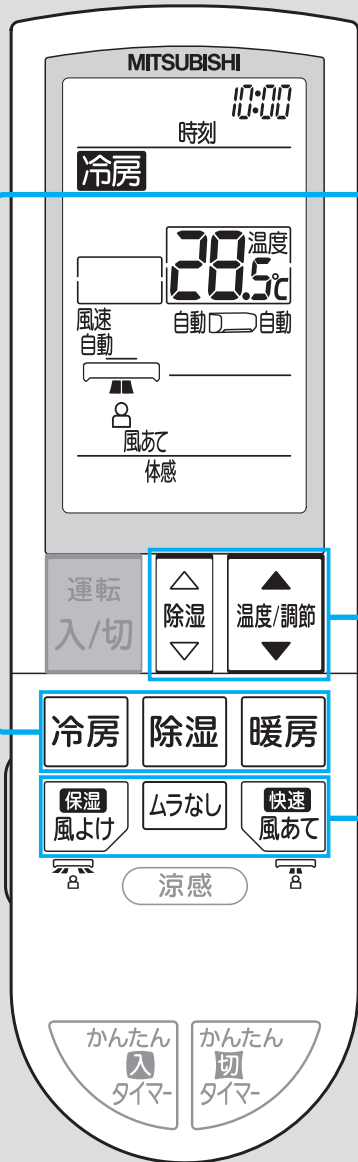 MITSUBISHI
10:00
時刻
冷房
温度
28.5℃
風速
自動
自動 自動
風あて
体感
運転
入/切
△
除湿
▽
▲
温度/調節
▼
冷房 除湿 暖房
保湿
風よけ
ムラなし
快速
風あて
涼感
かんたん
入
タイマー
かんたん
切
タイマー